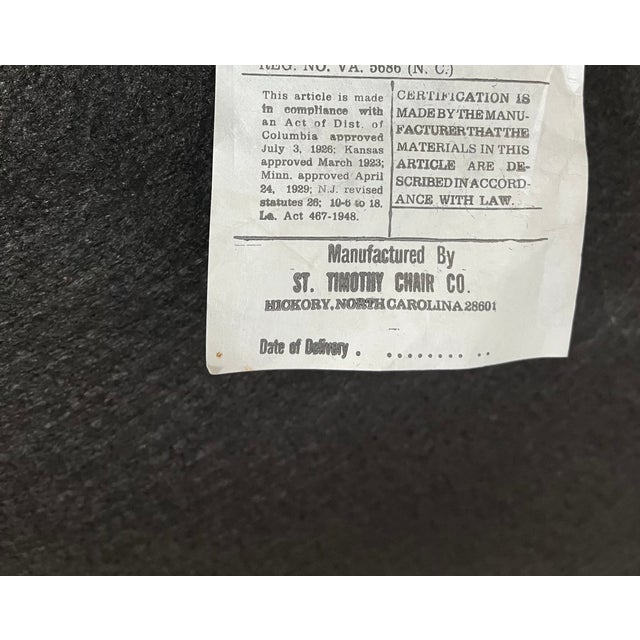 REG. NO. VA. 5686 (N. C.)
This article is made
in compliance with
an Act of Dist. of
Columbia approved
July 3, 1926; Kansas
approved March 1923;
Minn. approved April
24, 1929; N.J. revised
statutes 26; 10-6 to 18.
La. Act 467-1948.
CERTIFICATION IS
MADE BY THE MANU-
FACTURER THAT THE
MATERIALS IN THIS
ARTICLE ARE DE-
SCRIBED IN ACCORD-
ANCE WITH LAW.
Manufactured By
ST. TIMOTHY CHAIR CO.
HICKORY, NORTH CAROLINA 28601
Date of Delivery . . . . . . . . . . .